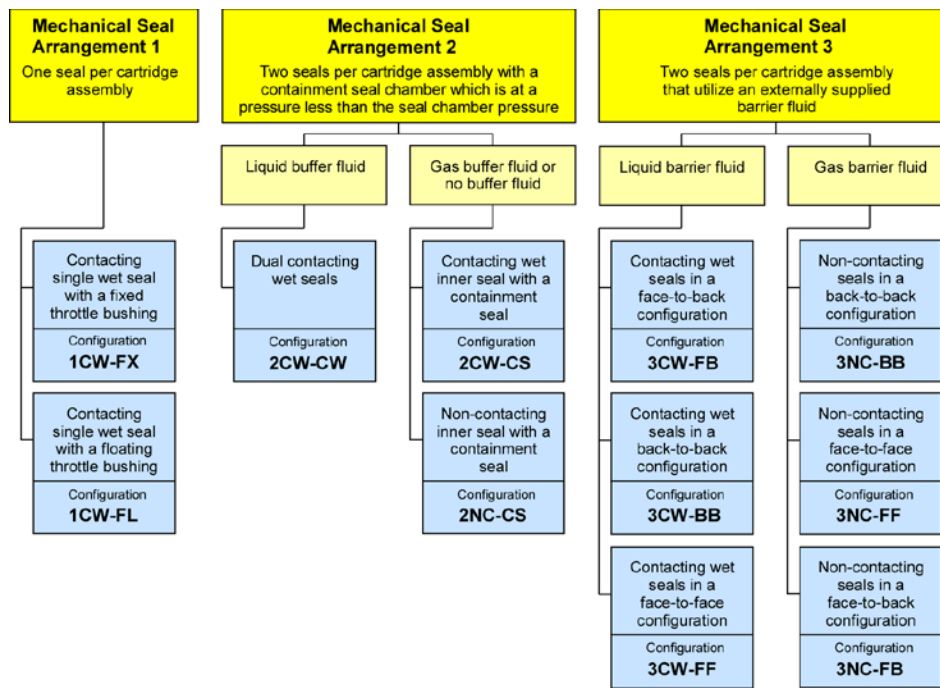 Mechanical Seal
Arrangement 1
One seal per cartridge
assembly
Mechanical Seal
Arrangement 2
Two seals per cartridge assembly with a
containment seal chamber which is at a
pressure less than the seal chamber pressure
Mechanical Seal
Arrangement 3
Two seals per cartridge assembly
that utilize an externally supplied
barrier fluid
Liquid buffer fluid
Gas buffer fluid or
no buffer fluid
Liquid barrier fluid
Gas barrier fluid
Contacting
single wet seal
with a fixed
throttle bushing
Configuration
1CW-FX
Dual contacting
wet seals
Configuration
2CW-CW
Contacting wet
inner seal with a
containment
seal
Configuration
2CW-CS
Contacting wet
seals in a
face-to-back
configuration
Configuration
3CW-FB
Non-contacting
seals in a
back-to-back
configuration
Configuration
3NC-BB
Contacting
single wet seal
with a floating
throttle bushing
Configuration
1CW-FL
Non-contacting
inner seal with a
containment
seal
Configuration
2NC-CS
Contacting wet
seals in a
back-to-back
configuration
Configuration
3CW-BB
Non-contacting
seals in a
face-to-face
configuration
Configuration
3NC-FF
Contacting wet
seals in a
face-to-face
configuration
Configuration
3CW-FF
Non-contacting
seals in a
face-to-back
configuration
Configuration
3NC-FB